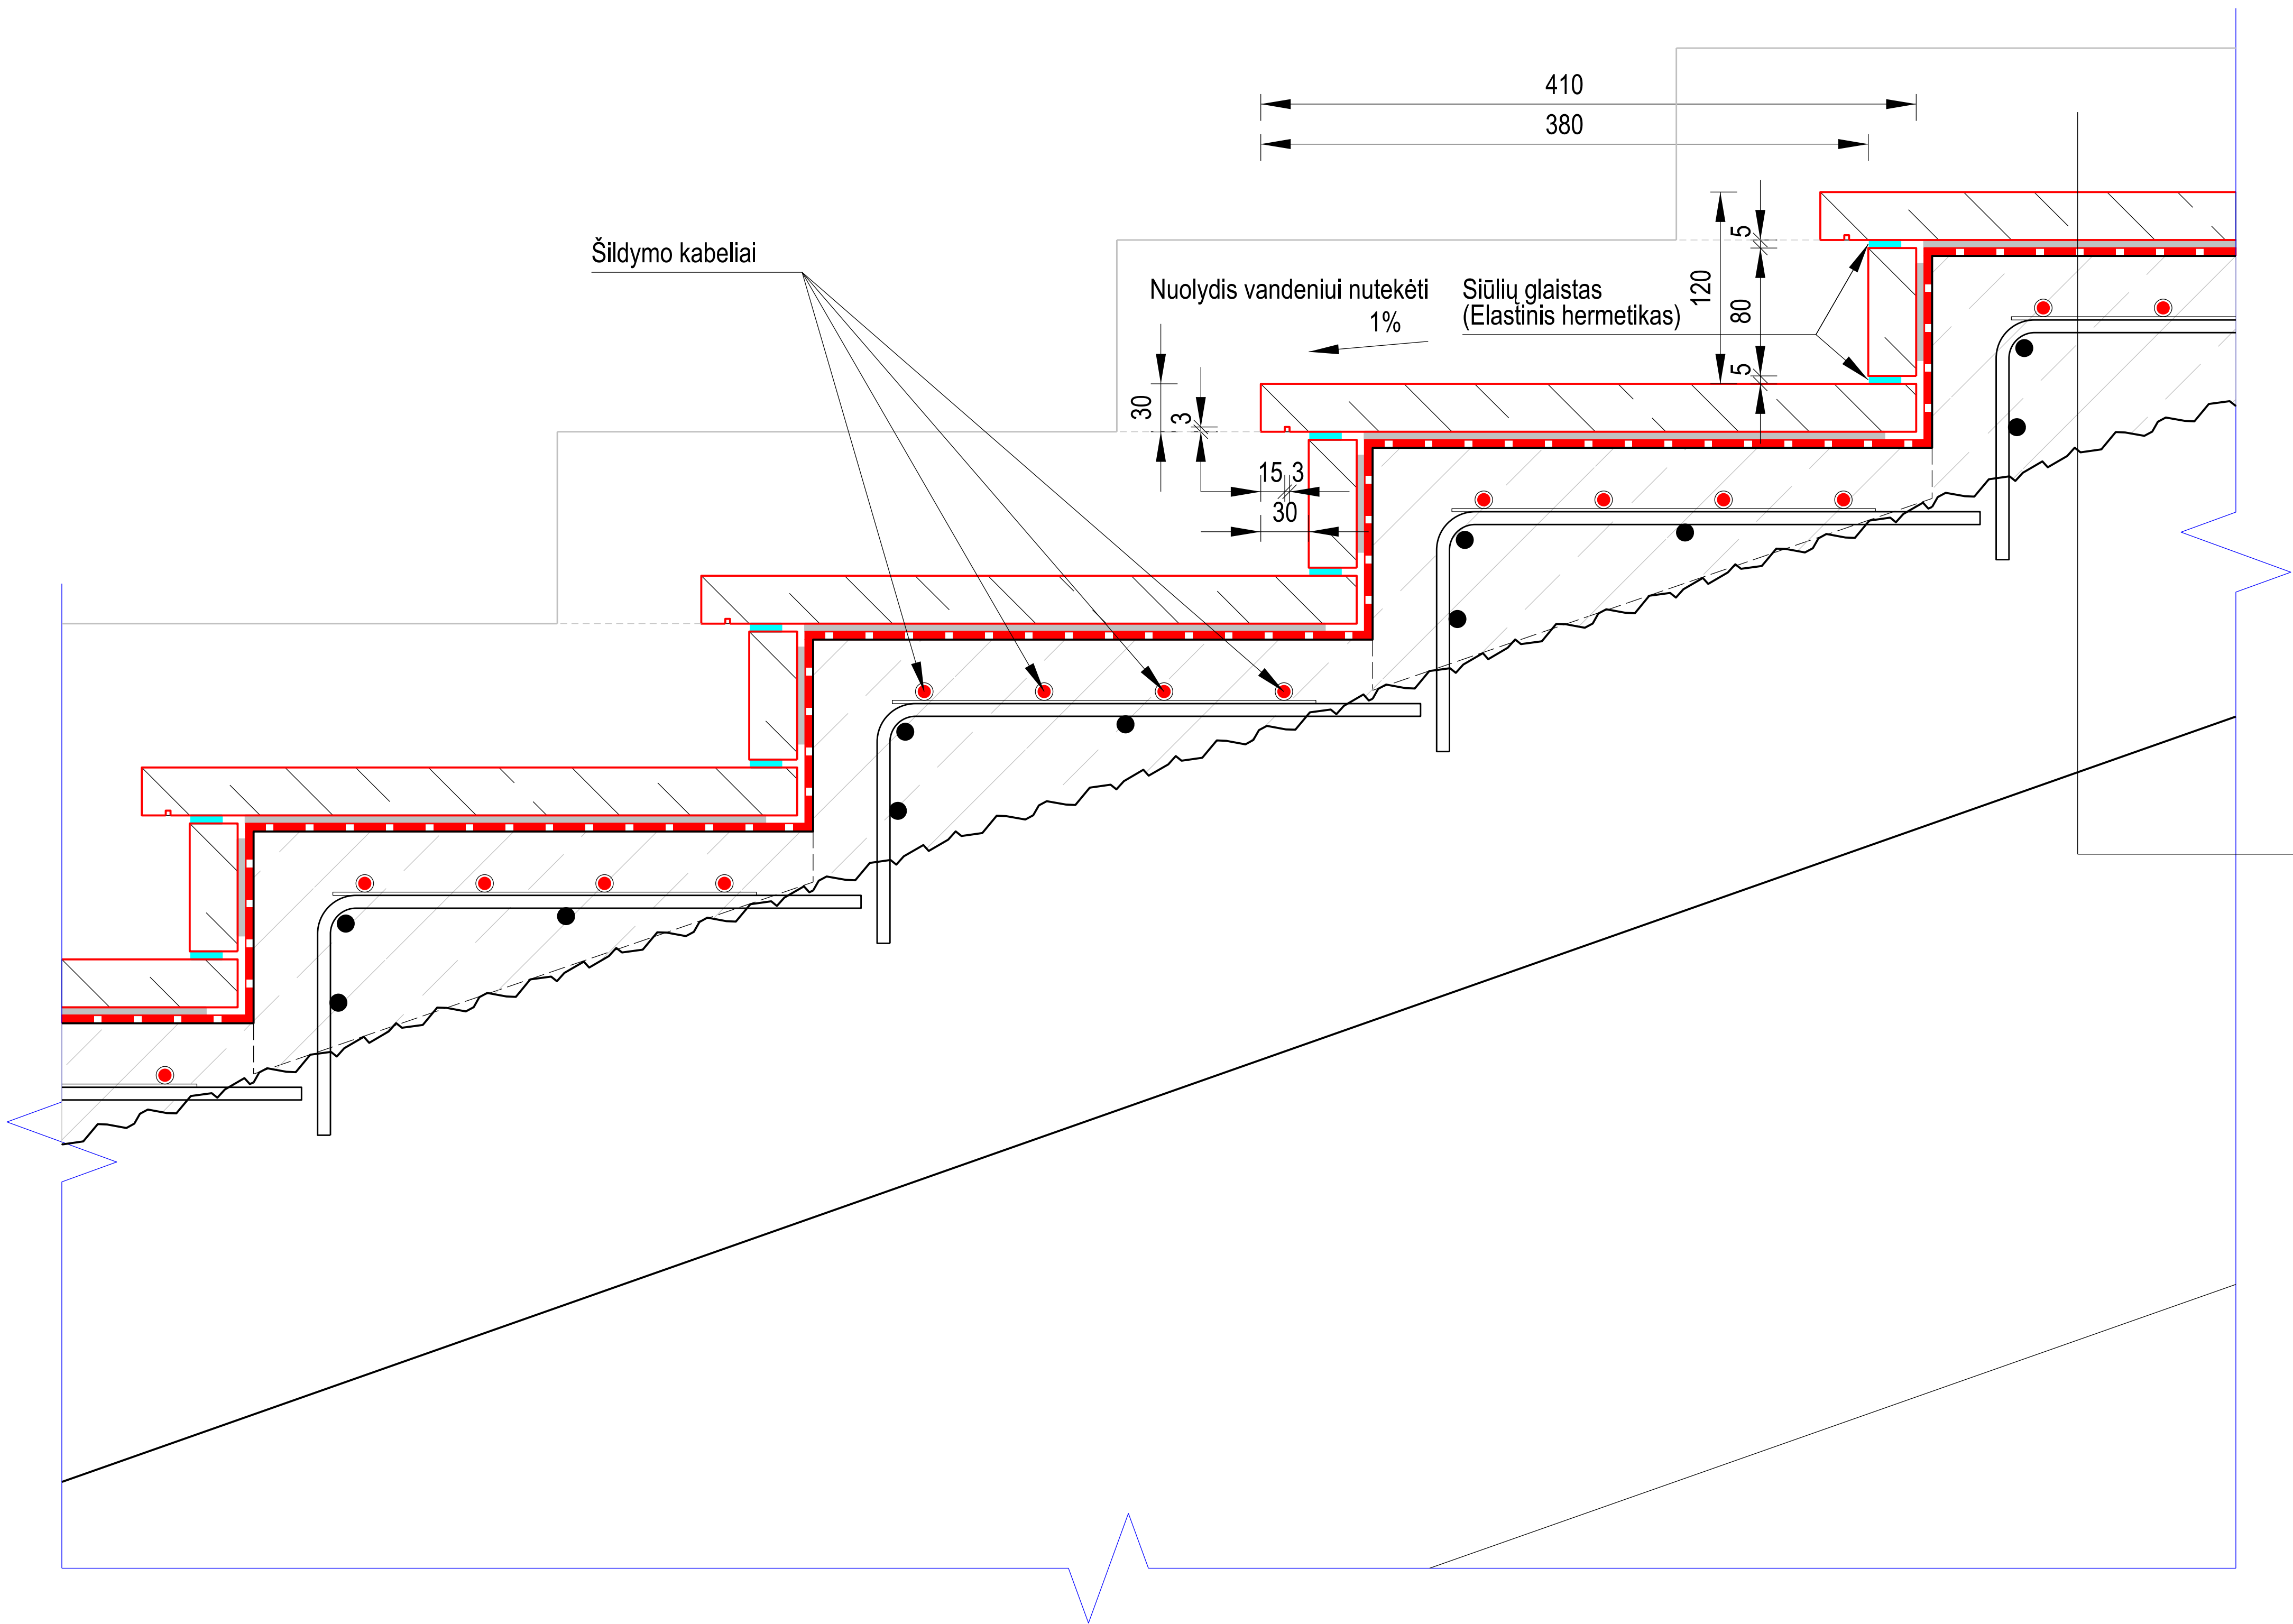 410
380
Šildymo kabeliai
Nuolydis vandeniui nutekėti
1%
Siūlių glaistas
(Elastinis hermetikas)
120
5
80
5
30
3
15 3
30